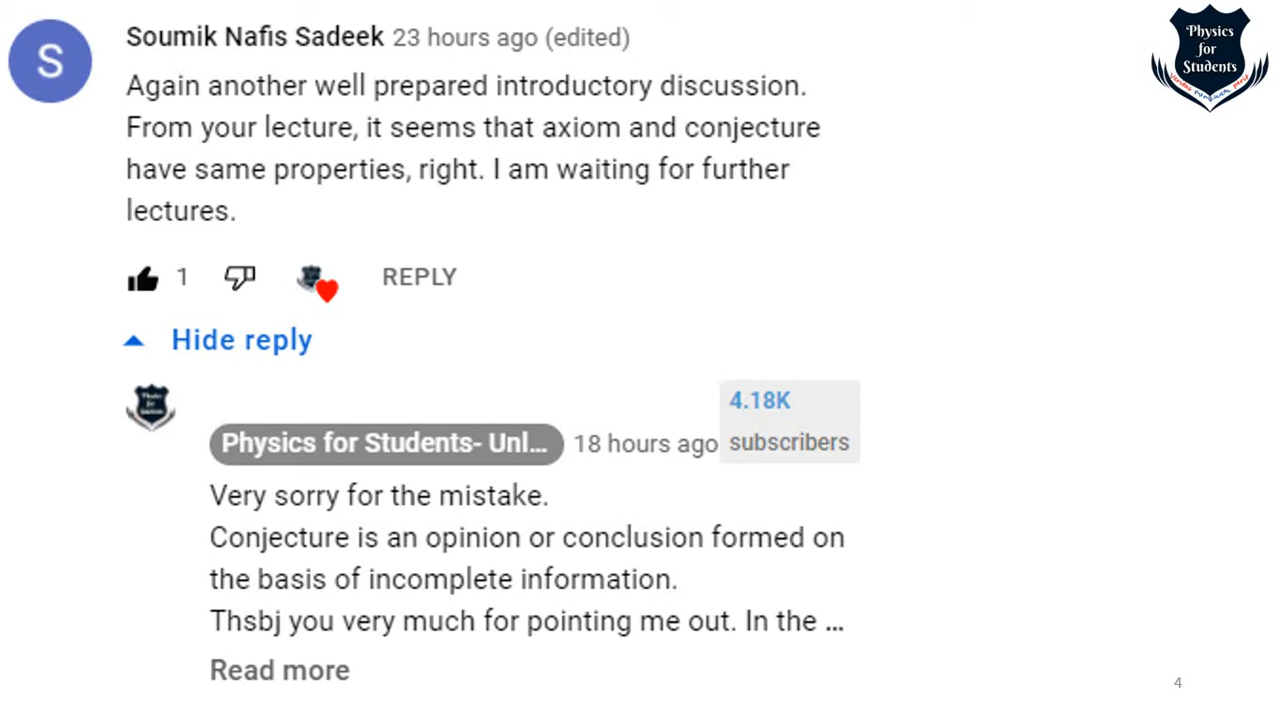 S
Soumik Nafis Sadeek 23 hours ago (edited)
Again another well prepared introductory discussion.
From your lecture, it seems that axiom and conjecture
have same properties, right. I am waiting for further
lectures.
1 REPLY
Hide reply
4.18K
Physics for Students- Unl... 18 hours ago subscribers
Very sorry for the mistake.
Conjecture is an opinion or conclusion formed on
the basis of incomplete information.
Thsbj you very much for pointing me out. In the ...
Read more
Physics
for
Students
4